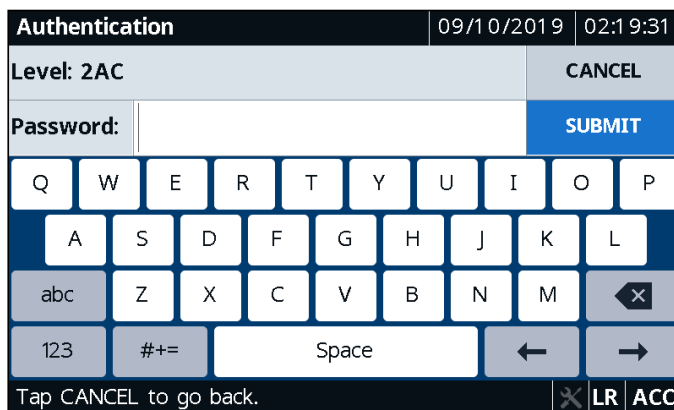 Authentication 09/10/2019 02:19:31
Level: 2AC CANCEL
Password: SUBMIT
Q W E R T Y U I O P
A S D F G H J K L
abc Z X C V B N M
123 #+= Space ← →
Tap CANCEL to go back. LR ACC